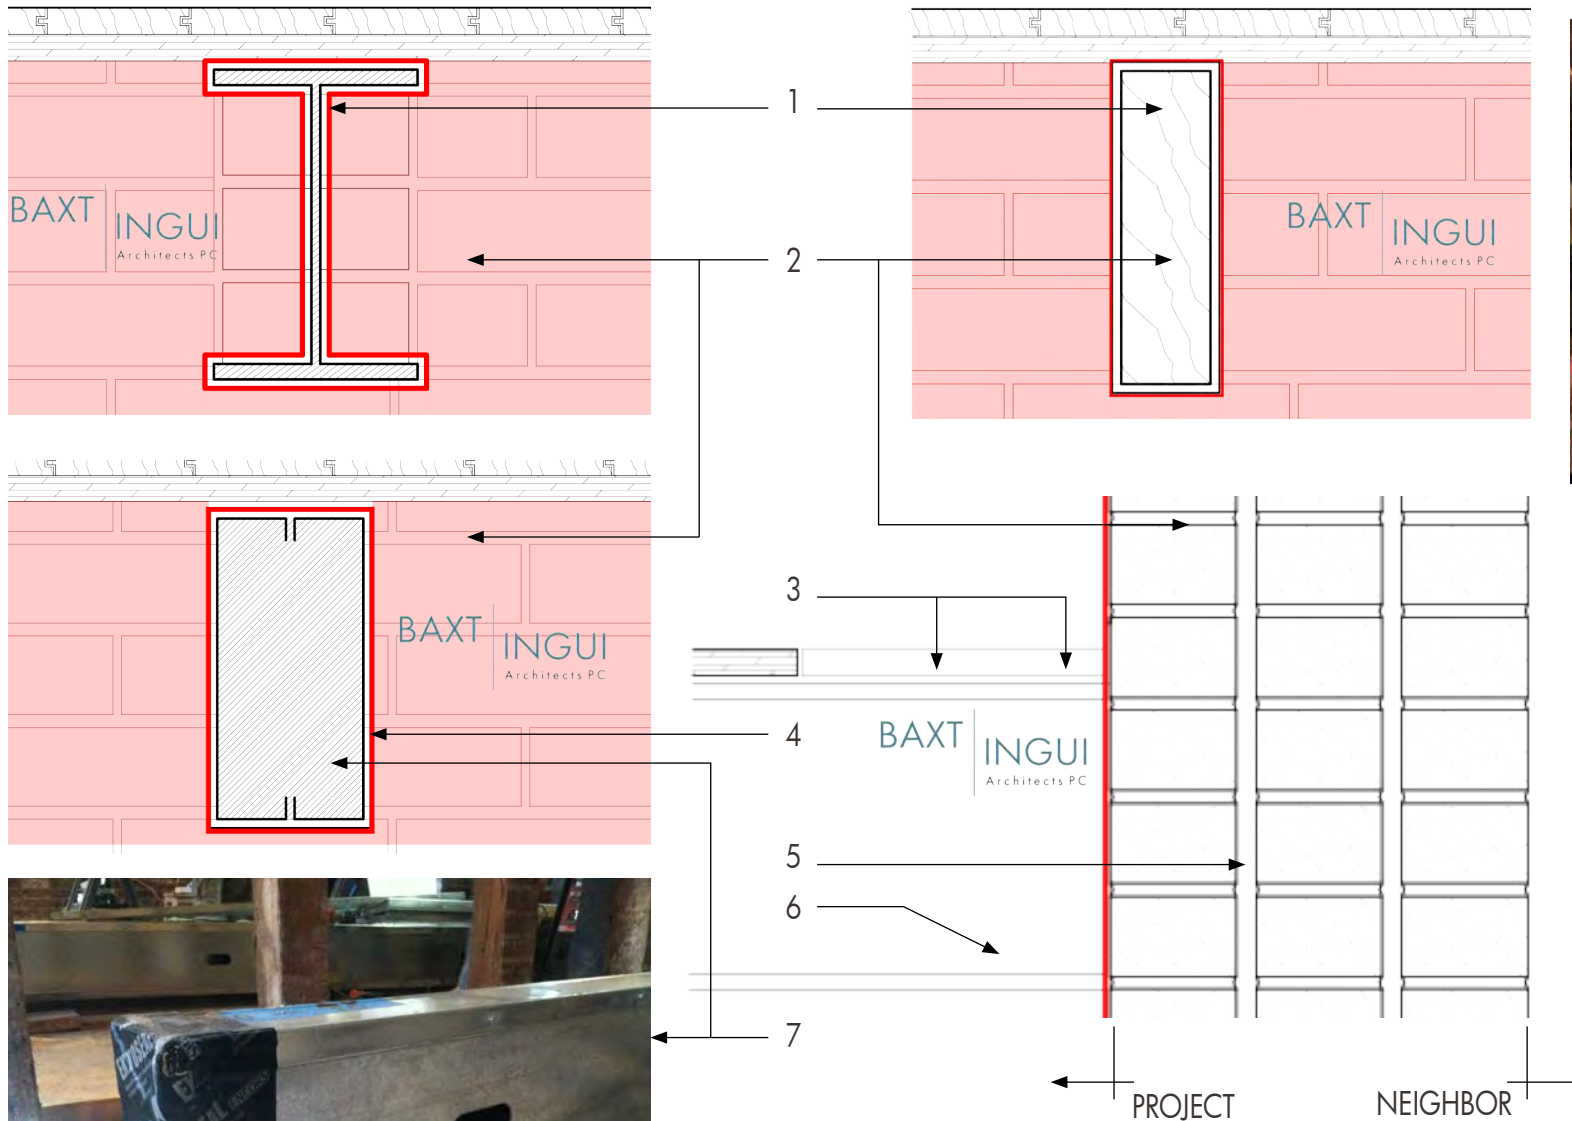 BAXT
INGUI
Architects PC
1
2
BAXT
INGUI
Architects PC
BAXT
INGUI
Architects PC
3
4
BAXT
INGUI
Architects PC
5
6
7
PROJECT
NEIGHBOR